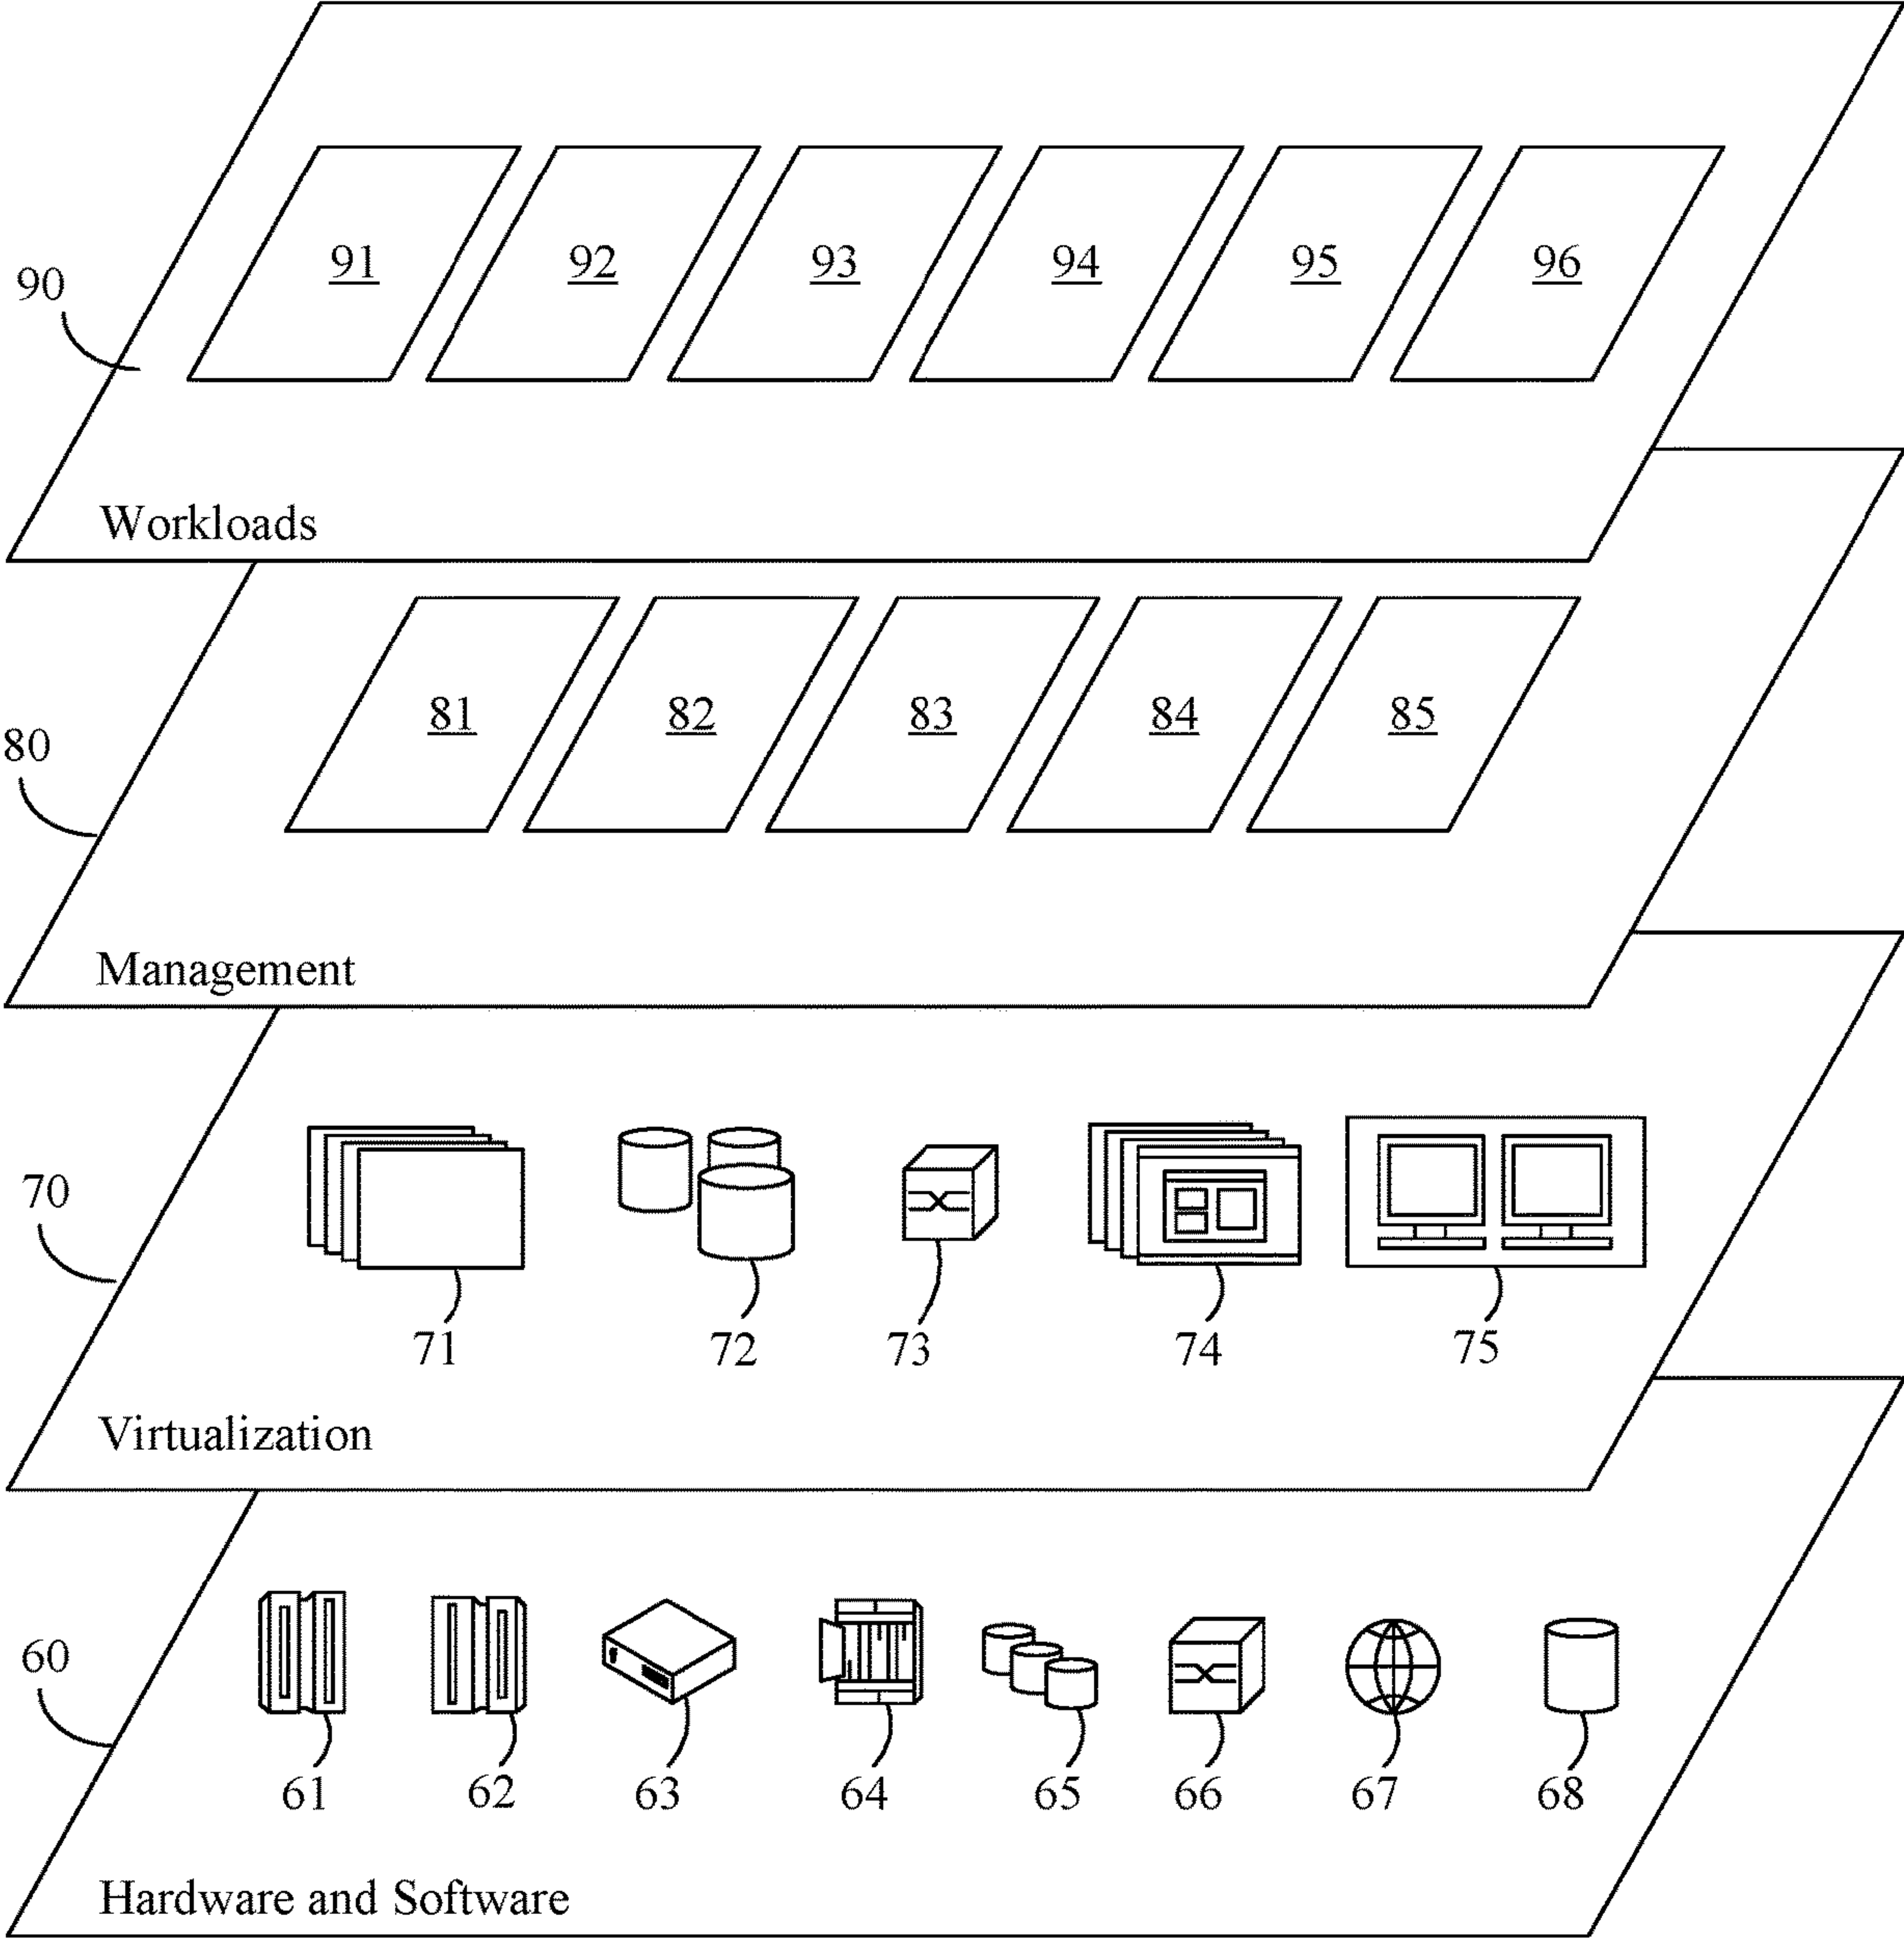 91 92 93 94 95 96
90
Workloads
81 82 83 84 85
80
Management
70
71 72 73 74 75
Virtualization
60
61 62 63 64 65 66 67 68
Hardware and Software